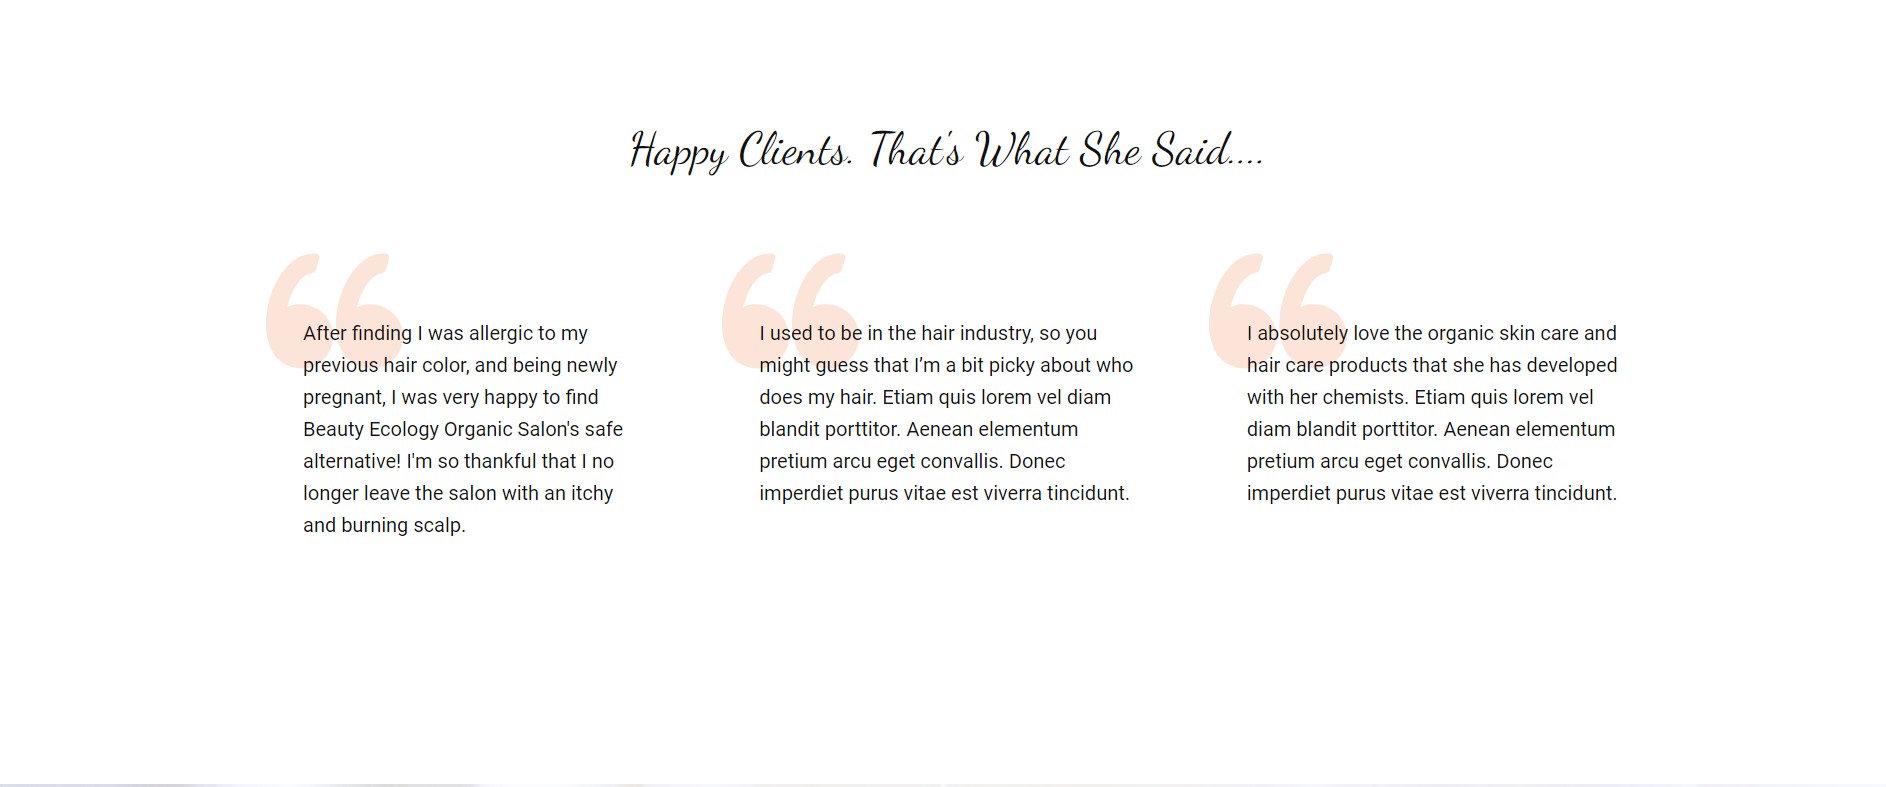 Happy Clients. That's What She Said....
After finding I was allergic to my
previous hair color, and being newly
pregnant, I was very happy to find
Beauty Ecology Organic Salon's safe
alternative! I'm so thankful that I no
longer leave the salon with an itchy
and burning scalp.
I used to be in the hair industry, so you
might guess that I’m a bit picky about who
does my hair. Etiam quis lorem vel diam
blandit porttitor. Aenean elementum
pretium arcu eget convallis. Donec
imperdiet purus vitae est viverra tincidunt.
I absolutely love the organic skin care and
hair care products that she has developed
with her chemists. Etiam quis lorem vel
diam blandit porttitor. Aenean elementum
pretium arcu eget convallis. Donec
imperdiet purus vitae est viverra tincidunt.